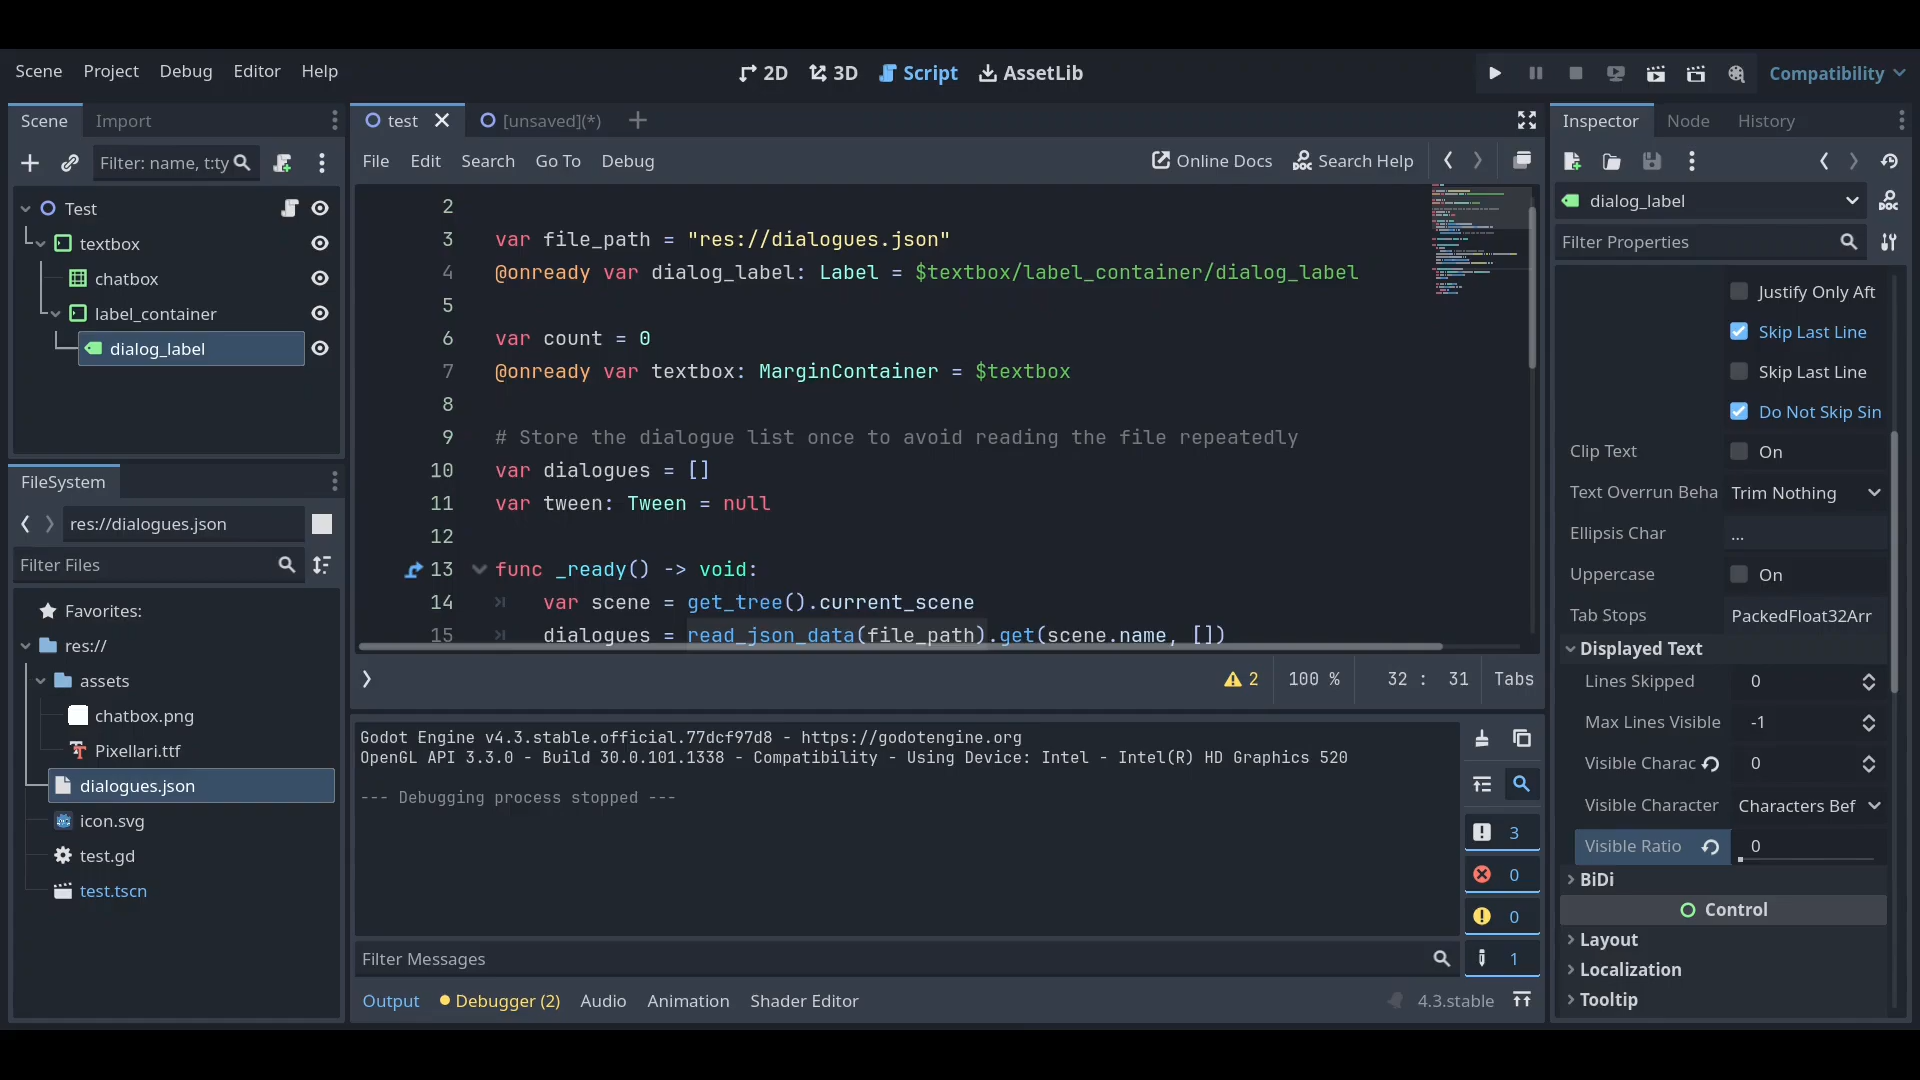 Scene Project Debug Editor Help
2D 3D Script AssetLib
Compatibility
Scene Import
Filter: name, t:ty
Test
textbox
chatbox
label_container
dialog_label
FileSystem
res://dialogues.json
Filter Files
Favorites:
res://
assets
chatbox.png
Pixellari.ttf
dialogues.json
icon.svg
test.gd
test.tscn
test [unsaved](*)
File Edit Search Go To Debug
Online Docs Search Help
2
3 var file_path = "res://dialogues.json"
4 @onready var dialog_label: Label = $textbox/label_container/dialog_label
5
6 var count = 0
7 @onready var textbox: MarginContainer = $textbox
8
9 # Store the dialogue list once to avoid reading the file repeatedly
10 var dialogues = []
11 var tween: Tween = null
12
13 func _ready() -> void:
14 var scene = get_tree().current_scene
15 dialogues = read_json_data(file_path).get(scene.name, [])
2 100 % 32 : 31 Tabs
Godot Engine v4.3.stable.official.77dcf97d8 - https://godotengine.org
OpenGL API 3.3.0 - Build 30.0.101.1338 - Compatibility - Using Device: Intel - Intel(R) HD Graphics 520
--- Debugging process stopped ---
3
0
0
1
Filter Messages
Output Debugger (2) Audio Animation Shader Editor
4.3.stable
Inspector Node History
dialog_label
DOC
Filter Properties
Justify Only Aft
Skip Last Line
Skip Last Line
Do Not Skip Sin
Clip Text On
Text Overrun Beha Trim Nothing
Ellipsis Char ...
Uppercase On
Tab Stops PackedFloat32Arr
Displayed Text
Lines Skipped 0
Max Lines Visible -1
Visible Charac 0
Visible Character Characters Bef
Visible Ratio 0
BiDi
Control
Layout
Localization
Tooltip